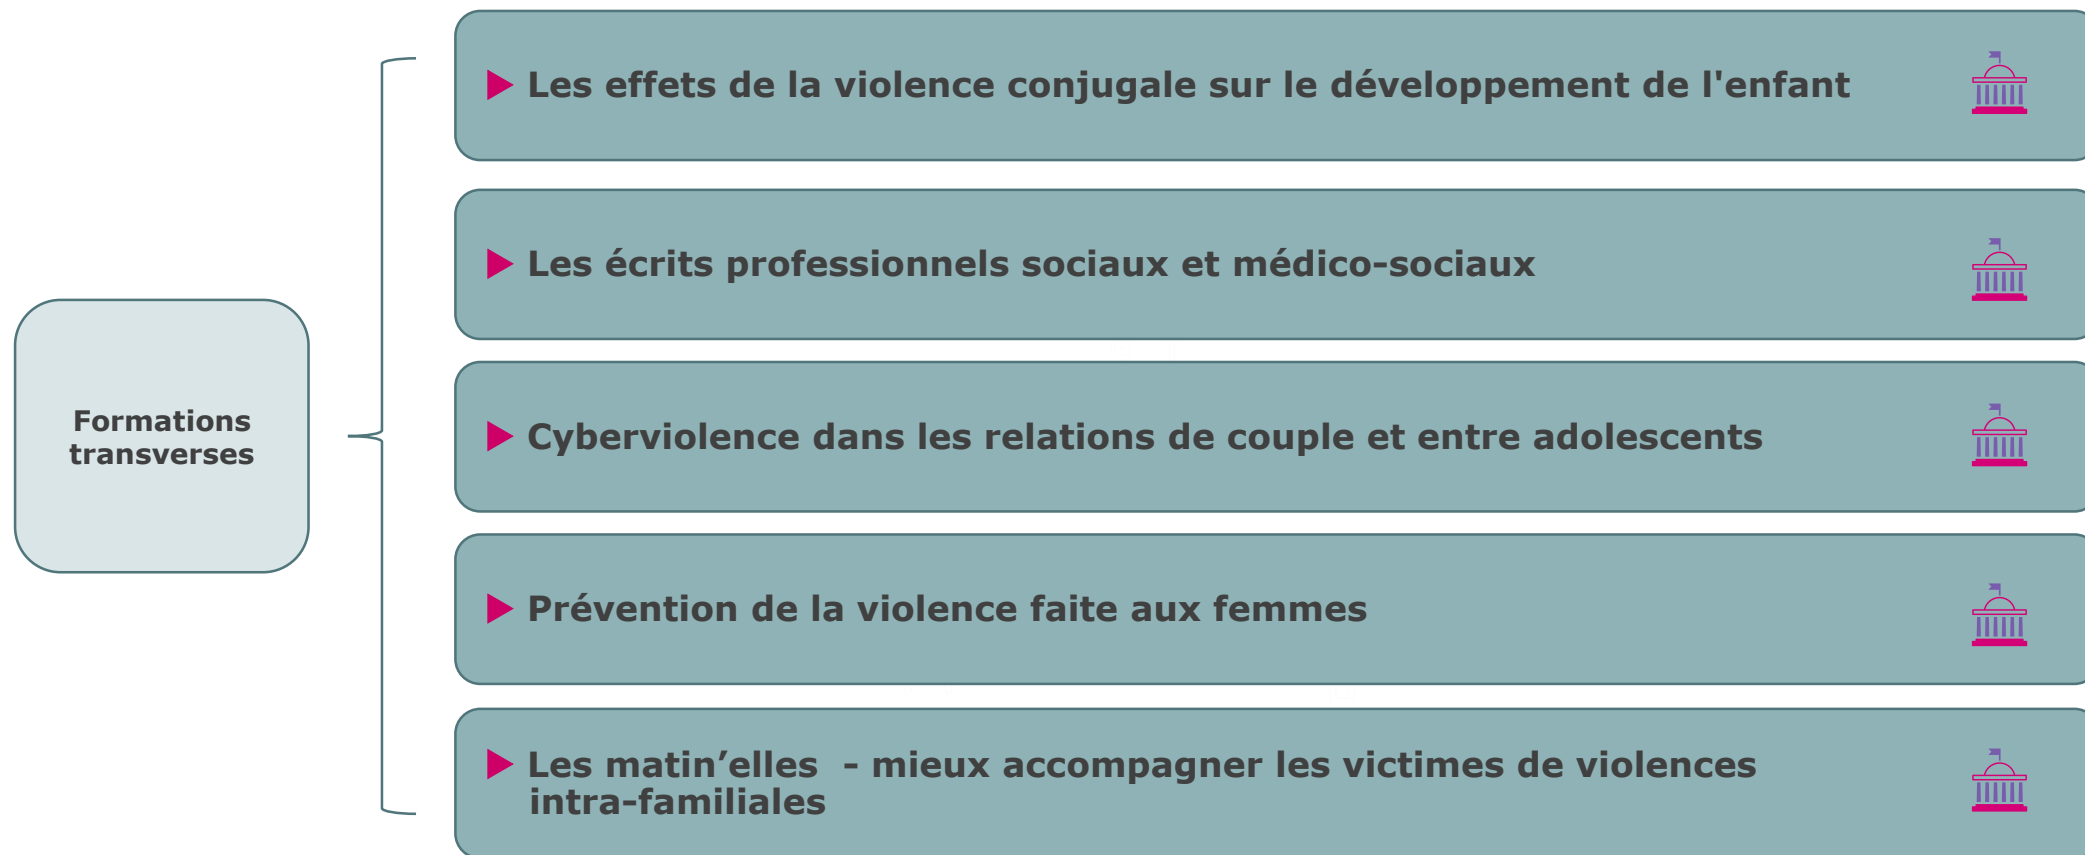 Formations
transverses
Les effets de la violence conjugale sur le développement de l'enfant
Les écrits professionnels sociaux et médico-sociaux
Cyberviolence dans les relations de couple et entre adolescents
Prévention de la violence faite aux femmes
Les matin’elles  - mieux accompagner les victimes de violences
intra-familiales